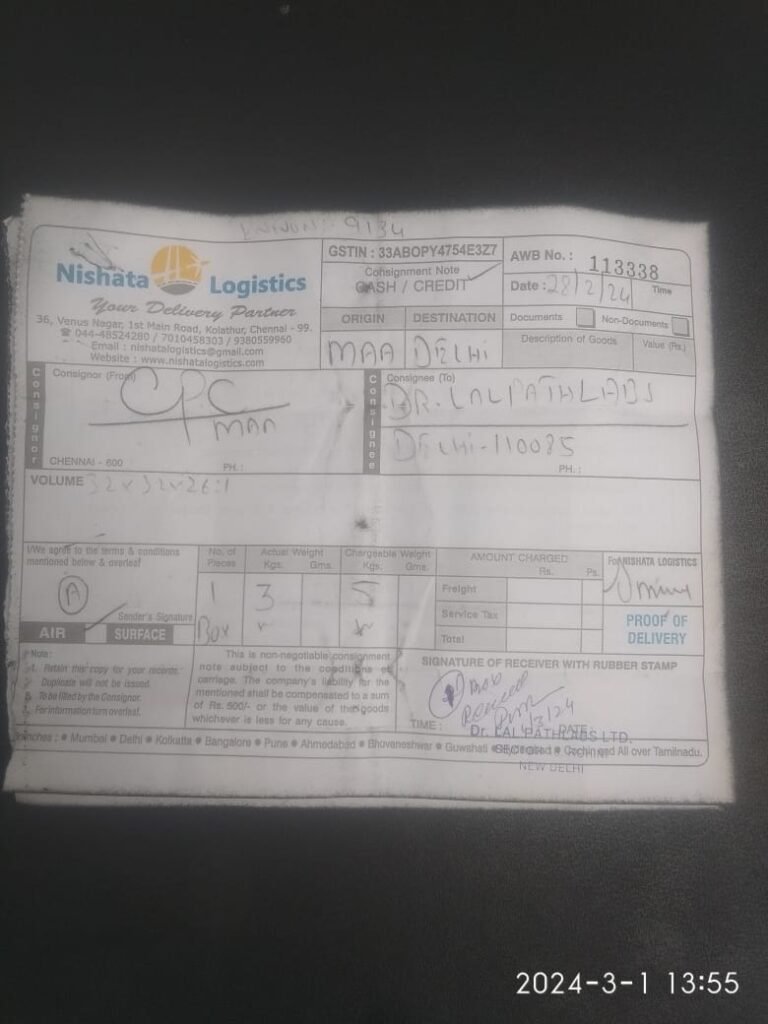 9134
Nishata Logistics
Your Delivery Partner
36, Venus Nagar, 1st Main Road, Kolathur, Chennai - 99.
☎ 044-48524280 / 7010458303 / 9380559960
Email : nishatalogistics@gmail.com
Website : www.nishatalogistics.com
GSTIN : 33ABOPY4754E3Z7
Consignment Note
CASH / CREDIT
AWB No. : 113338
Date : 28/2/24 Time
ORIGIN DESTINATION
MAA DELHI
Documents Non-Documents
Description of Goods Value (Rs.)
Consignor
Consignor (From)
CPC
MAA
CHENNAI - 600 PH. :
Consignee
Consignee (To)
DR. LALPATHLABS
DELHI-110085
PH. :
VOLUME 32x32x26:1
I/We agree to the terms & conditions
mentioned below & overleaf
A
Sender's Signature
AIR SURFACE
No. of Pieces
Actual Weight
Kgs. Gms.
Chargeable Weight
Kgs. Gms.
1 3 5
Box
AMOUNT CHARGED
Rs. Ps.
Freight
Service Tax
Total
For NISHATA LOGISTICS
PROOF OF
DELIVERY
Note :
1. Retain this copy for your records.
Duplicate will not be issued.
To be filled by the Consignor.
For information turn overleaf.
This is non-negotiable consignment
note subject to the conditions of
carriage. The company's liability for the
mentioned shall be compensated to a sum
of Rs. 500/- or the value of the goods
whichever is less for any cause.
SIGNATURE OF RECEIVER WITH RUBBER STAMP
Received
1/3/24
TIME : DATE :
Dr. LAL PATHLABS LTD.
NEW DELHI
Branches : • Mumbai • Delhi • Kolkatta • Bangalore • Pune • Ahmedabad • Bhuvaneshwar • Guwahati • Cochin and All over Tamilnadu.
2024-3-1 13:55